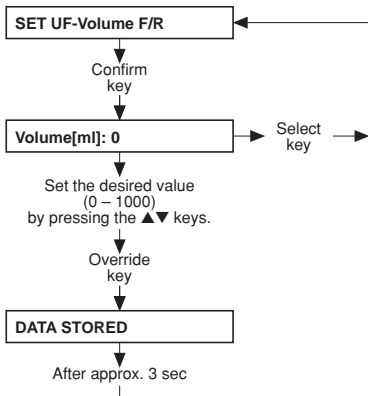 SET UF-Volume F/R
Confirm
key
Volume[ml]: 0
Select
key
Set the desired value
(0 – 1000)
by pressing the ▲▼ keys.
Override
key
DATA STORED
After approx. 3 sec